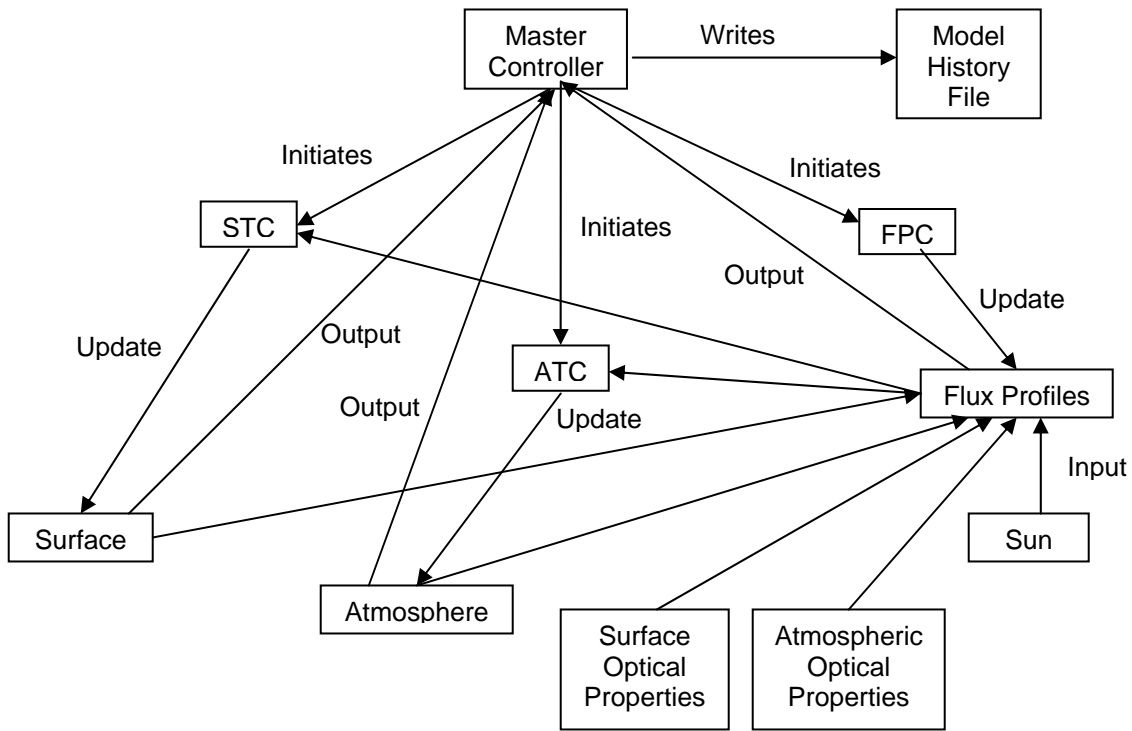 Master
Controller
Writes
Model
History
File
Initiates
Initiates
STC
Initiates
FPC
Output
Update
Update
Output
ATC
Flux Profiles
Output
Update
Input
Surface
Sun
Atmosphere
Surface
Optical
Properties
Atmospheric
Optical
Properties